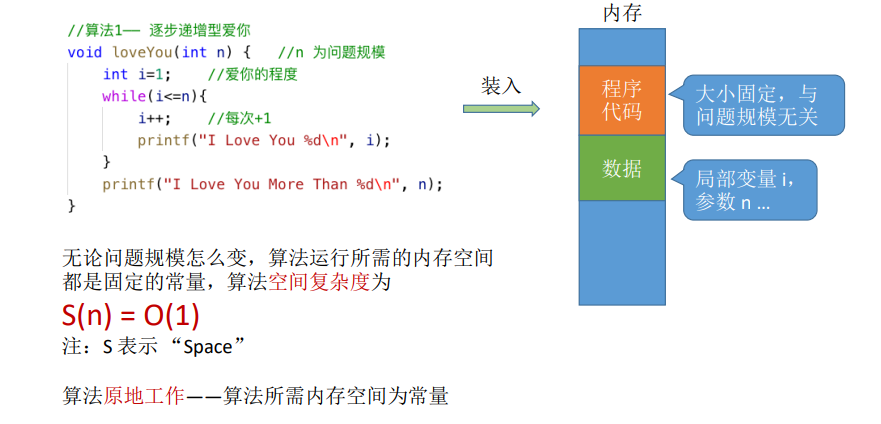 //算法1—— 逐步递增型爱你
void loveYou(int n) {   //n 为问题规模
    int i=1;    //爱你的程度
    while(i<=n){
        i++;    //每次+1
        printf("I Love You %d\n", i);
    }
    printf("I Love You More Than %d\n", n);
}
装入
内存
程序
代码
数据
大小固定，与
问题规模无关
局部变量 i，
参数 n ...
无论问题规模怎么变，算法运行所需的内存空间
都是固定的常量，算法空间复杂度为
S(n) = O(1)
注：S 表示 “Space”
算法原地工作——算法所需内存空间为常量